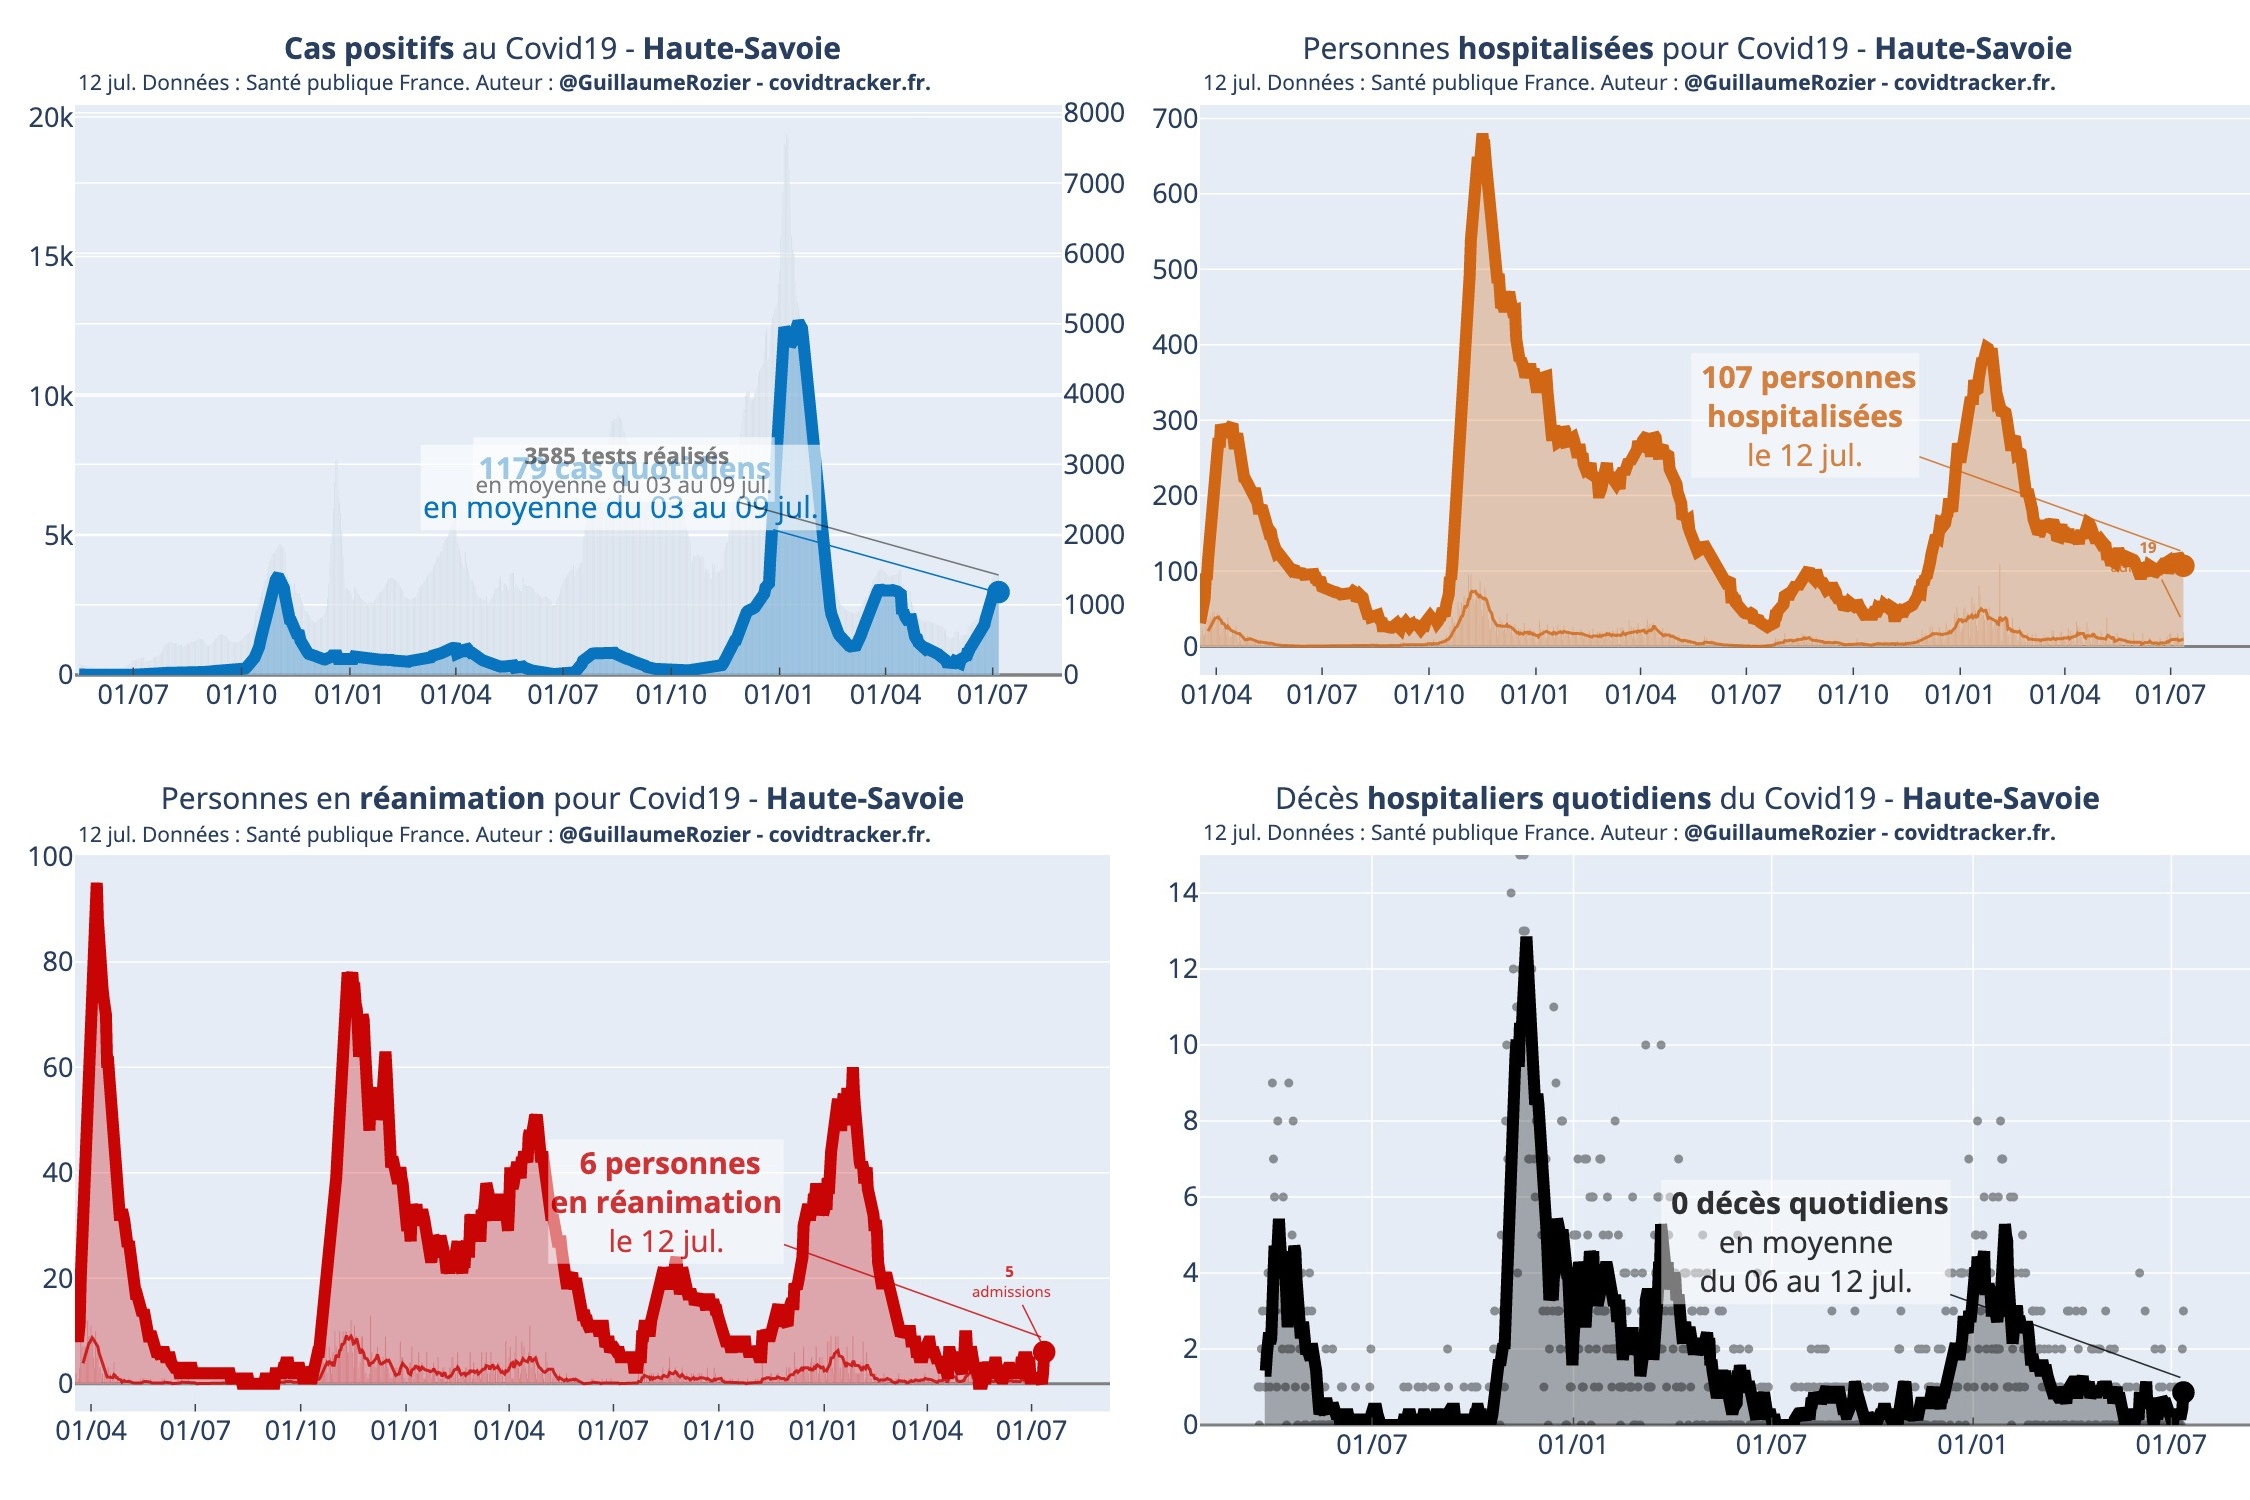 Cas positifs au Covid19 - Haute-Savoie
12 jul. Données : Santé publique France. Auteur : @GuillaumeRozier - covidtracker.fr.
20k
15k
10k
5k
0
8000
7000
6000
5000
4000
3000
2000
1000
0
3585 tests réalisés
en moyenne du 03 au 09 jul.
1179 cas quotidiens
en moyenne du 03 au 09 jul.
01/07 01/10 01/01 01/04 01/07 01/10 01/01 01/04 01/07
Personnes hospitalisées pour Covid19 - Haute-Savoie
12 jul. Données : Santé publique France. Auteur : @GuillaumeRozier - covidtracker.fr.
700
600
500
400
300
200
100
0
107 personnes
hospitalisées
le 12 jul.
19
01/04 01/07 01/10 01/01 01/04 01/07 01/10 01/01 01/04 01/07
Personnes en réanimation pour Covid19 - Haute-Savoie
12 jul. Données : Santé publique France. Auteur : @GuillaumeRozier - covidtracker.fr.
100
80
60
40
20
0
6 personnes
en réanimation
le 12 jul.
5
admissions
01/04 01/07 01/10 01/01 01/04 01/07 01/10 01/01 01/04 01/07
Décès hospitaliers quotidiens du Covid19 - Haute-Savoie
12 jul. Données : Santé publique France. Auteur : @GuillaumeRozier - covidtracker.fr.
14
12
10
8
6
4
2
0
0 décès quotidiens
en moyenne
du 06 au 12 jul.
01/07 01/01 01/07 01/01 01/07